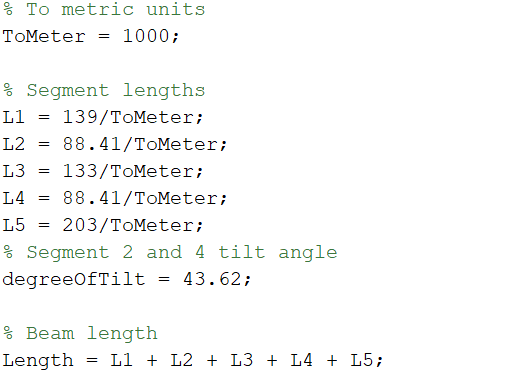 % To metric units
ToMeter = 1000;
% Segment lengths
L1 = 139/ToMeter;
L2 = 88.41/ToMeter;
L3 = 133/ToMeter;
L4 = 88.41/ToMeter;
L5 = 203/ToMeter;
% Segment 2 and 4 tilt angle
degreeOfTilt = 43.62;
% Beam length
Length = L1 + L2 + L3 + L4 + L5;